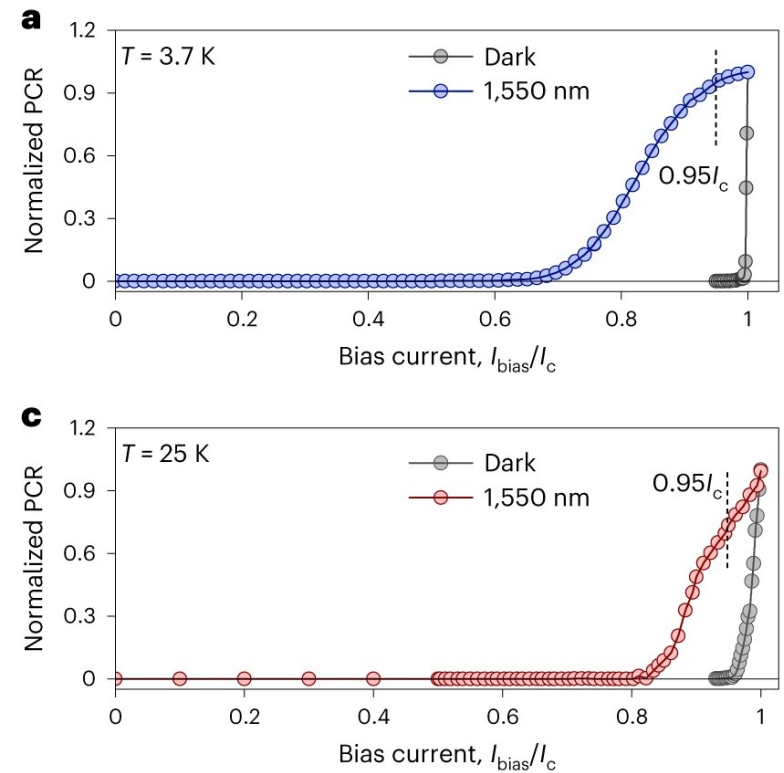 a
1.2
T = 3.7 K
Dark
1,550 nm
0.9
0.6
0.95Ic
0.3
0
Normalized PCR
0 0.2 0.4 0.6 0.8 1
Bias current, Ibias/Ic
c
1.2
T = 25 K
Dark
1,550 nm
0.95Ic
0.9
0.6
0.3
0
Normalized PCR
0 0.2 0.4 0.6 0.8 1
Bias current, Ibias/Ic